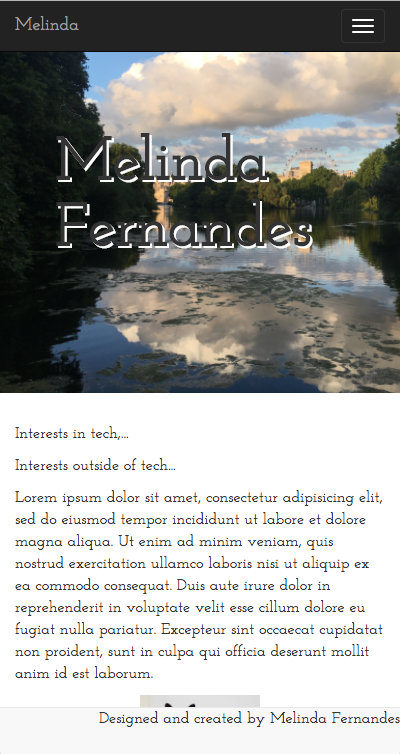 Melinda
Melinda
Fernandes
Interests in tech,...
Interests outside of tech...
Lorem ipsum dolor sit amet, consectetur adipisicing elit,
sed do eiusmod tempor incididunt ut labore et dolore
magna aliqua. Ut enim ad minim veniam, quis
nostrud exercitation ullamco laboris nisi ut aliquip ex
ea commodo consequat. Duis aute irure dolor in
reprehenderit in voluptate velit esse cillum dolore eu
fugiat nulla pariatur. Excepteur sint occaecat cupidatat
non proident, sunt in culpa qui officia deserunt mollit
anim id est laborum.
Designed and created by Melinda Fernandes